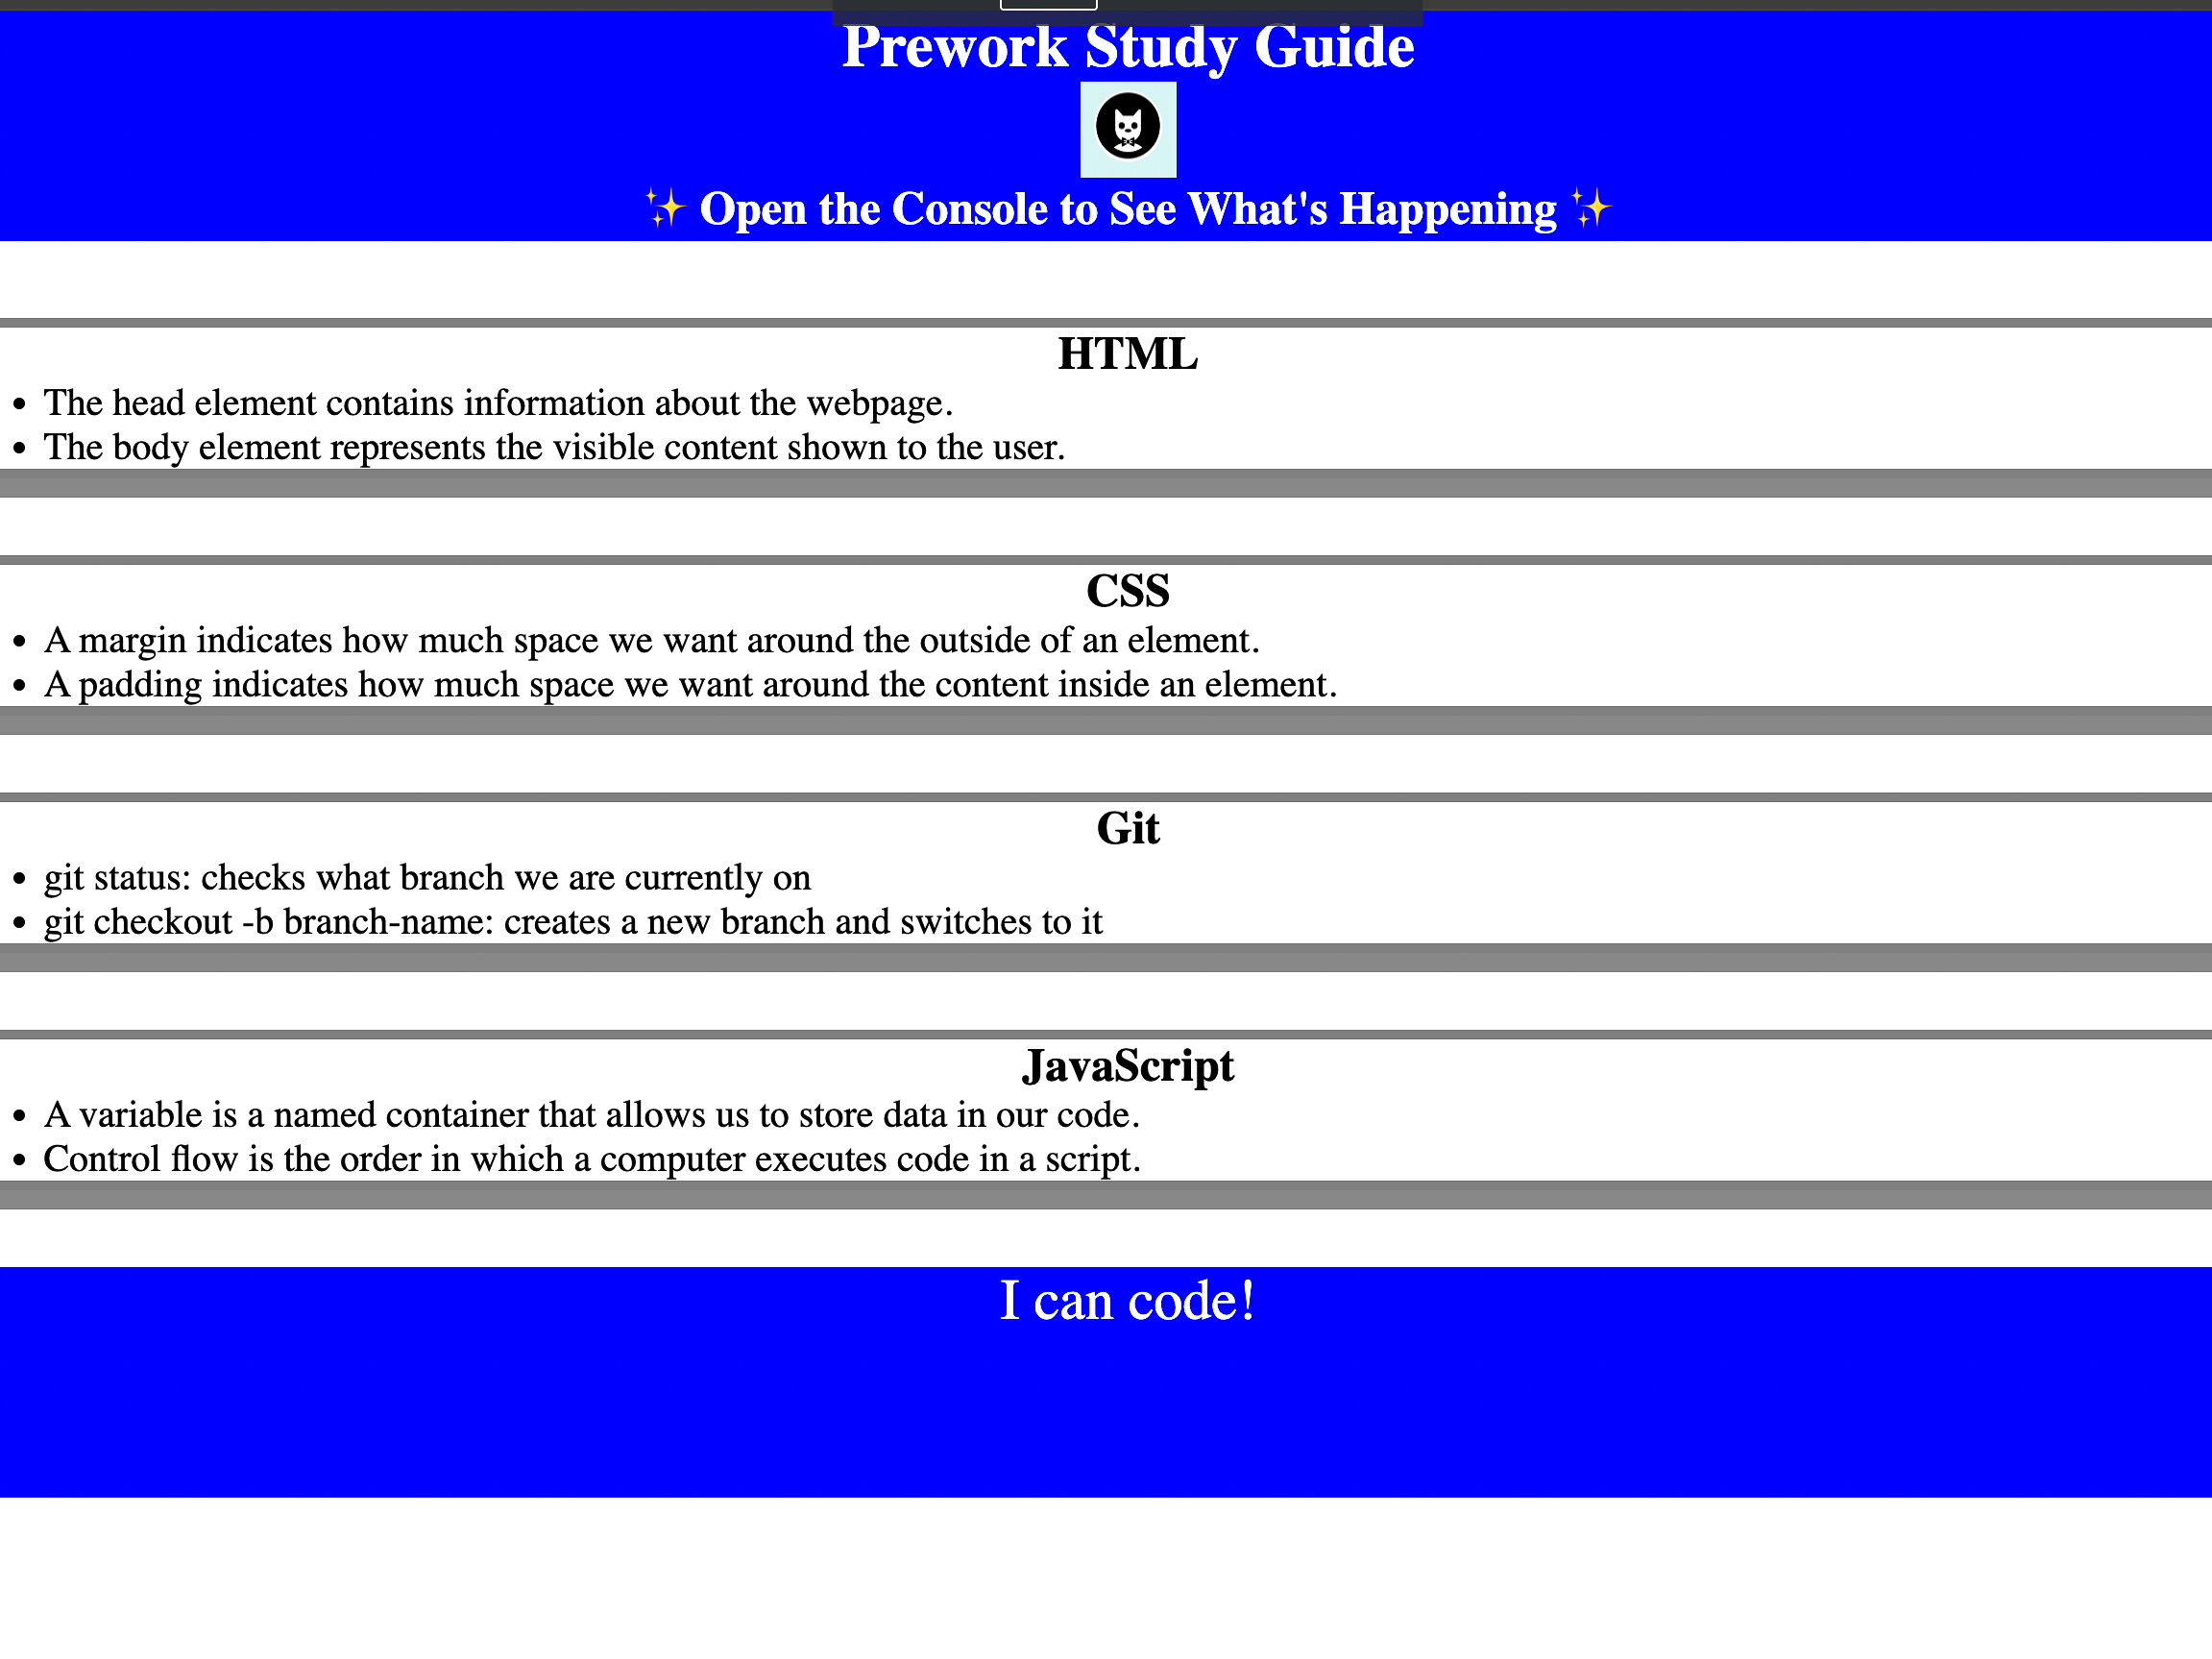 Prework Study Guide
✨ Open the Console to See What's Happening ✨
HTML
• The head element contains information about the webpage.
• The body element represents the visible content shown to the user.
CSS
• A margin indicates how much space we want around the outside of an element.
• A padding indicates how much space we want around the content inside an element.
Git
• git status: checks what branch we are currently on
• git checkout -b branch-name: creates a new branch and switches to it
JavaScript
• A variable is a named container that allows us to store data in our code.
• Control flow is the order in which a computer executes code in a script.
I can code!